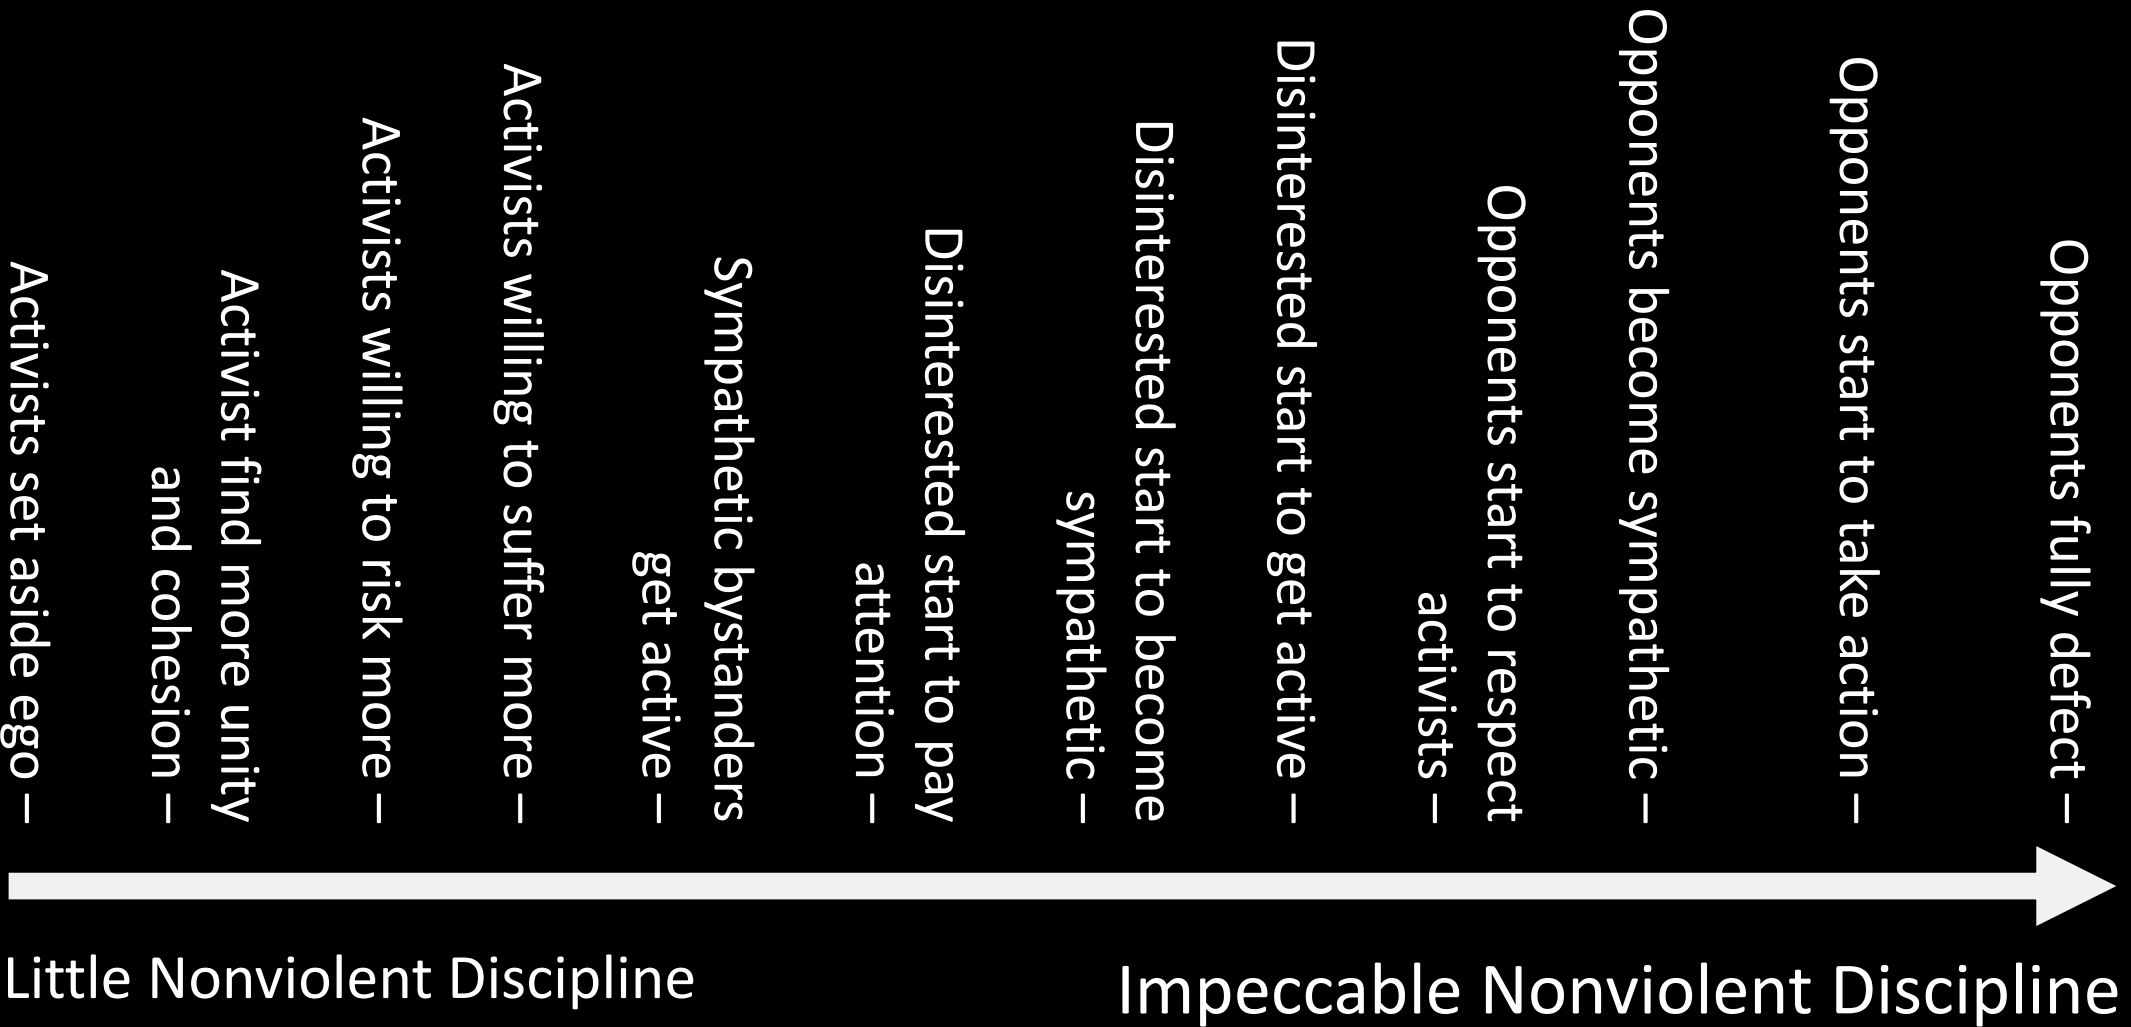 Activists set aside ego –
Activist find more unity
and cohesion –
Activists willing to risk more –
Activists willing to suffer more –
Sympathetic bystanders
get active –
Disinterested start to pay
attention –
Disinterested start to become
sympathetic –
Disinterested start to get active –
Opponents start to respect
activists –
Opponents become sympathetic –
Opponents start to take action –
Opponents fully defect –
Little Nonviolent Discipline
Impeccable Nonviolent Discipline